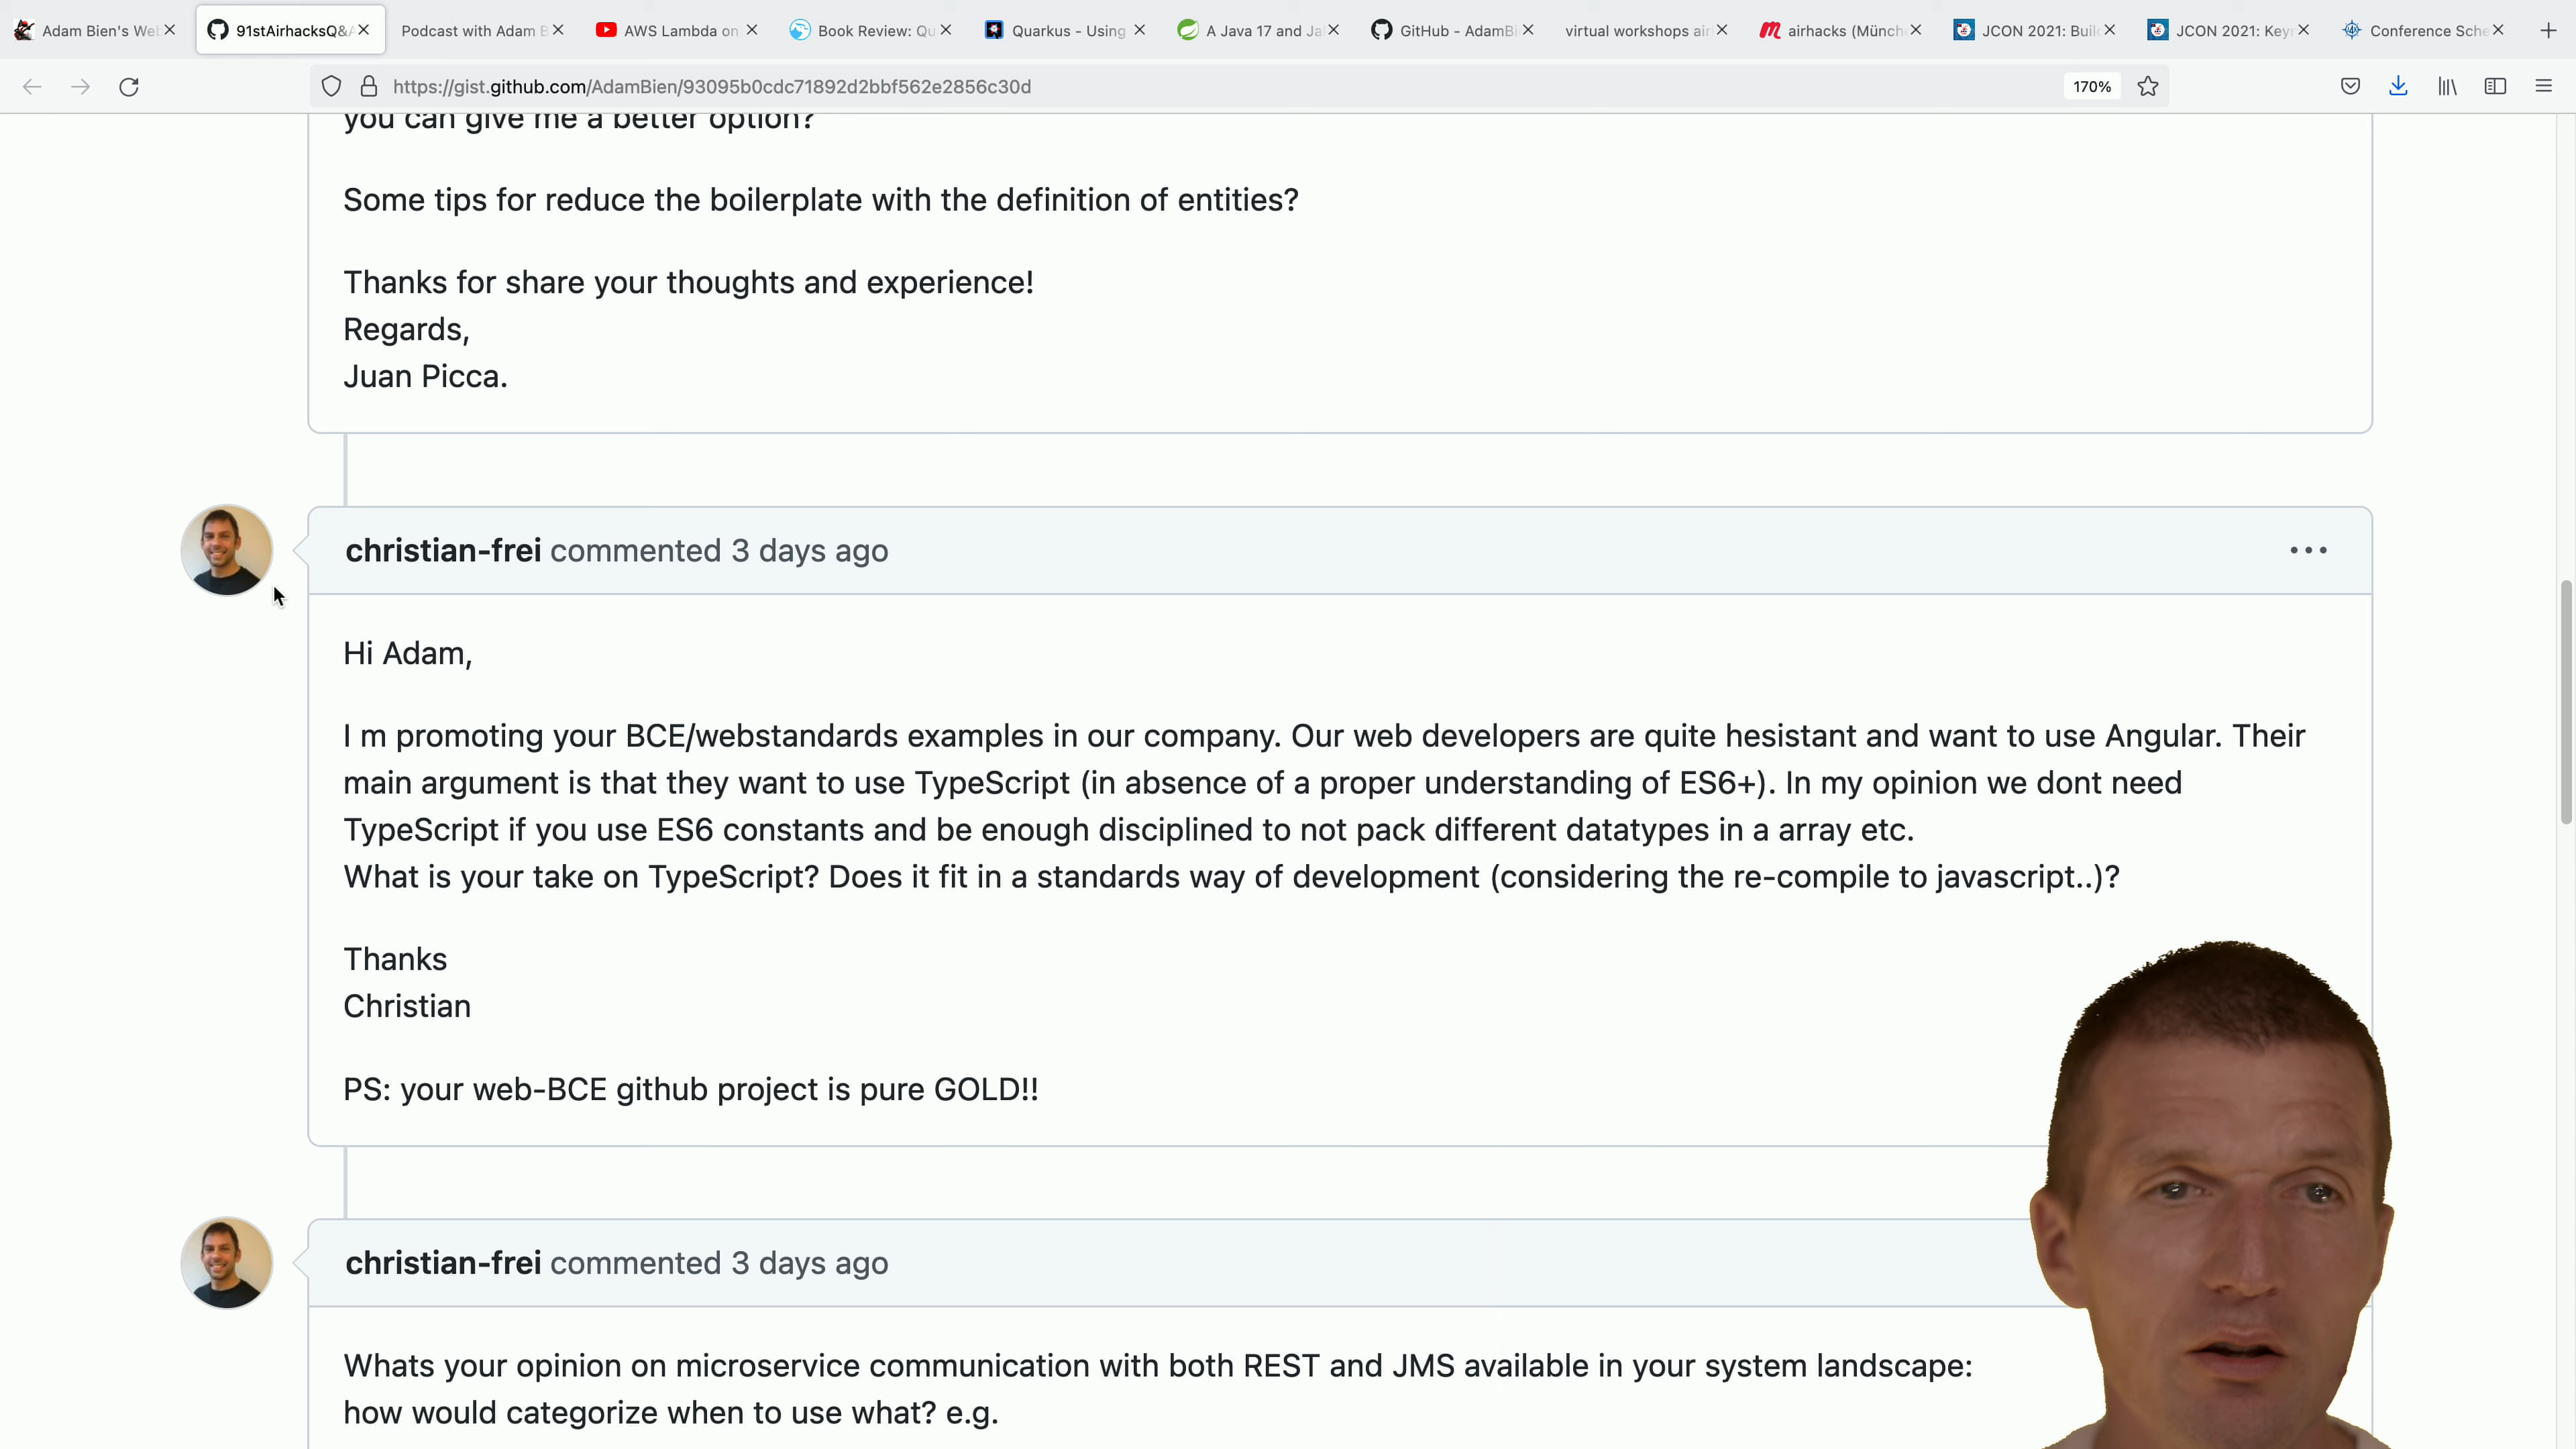 Adam Bien's We
91stAirhacksQ&A
Podcast with Adam B
AWS Lambda on
Book Review: Qu
Quarkus - Using
A Java 17 and Ja
GitHub - AdamBi
virtual workshops air
airhacks (Münch
JCON 2021: Buil
JCON 2021: Key
Conference Sche
https://gist.github.com/AdamBien/93095b0cdc71892d2bbf562e2856c30d
170%
you can give me a better option?
Some tips for reduce the boilerplate with the definition of entities?
Thanks for share your thoughts and experience!
Regards,
Juan Picca.
christian-frei commented 3 days ago
Hi Adam,
I m promoting your BCE/webstandards examples in our company. Our web developers are quite hesistant and want to use Angular. Their
main argument is that they want to use TypeScript (in absence of a proper understanding of ES6+). In my opinion we dont need
TypeScript if you use ES6 constants and be enough disciplined to not pack different datatypes in a array etc.
What is your take on TypeScript? Does it fit in a standards way of development (considering the re-compile to javascript..)?
Thanks
Christian
PS: your web-BCE github project is pure GOLD!!
christian-frei commented 3 days ago
Whats your opinion on microservice communication with both REST and JMS available in your system landscape:
how would categorize when to use what? e.g.